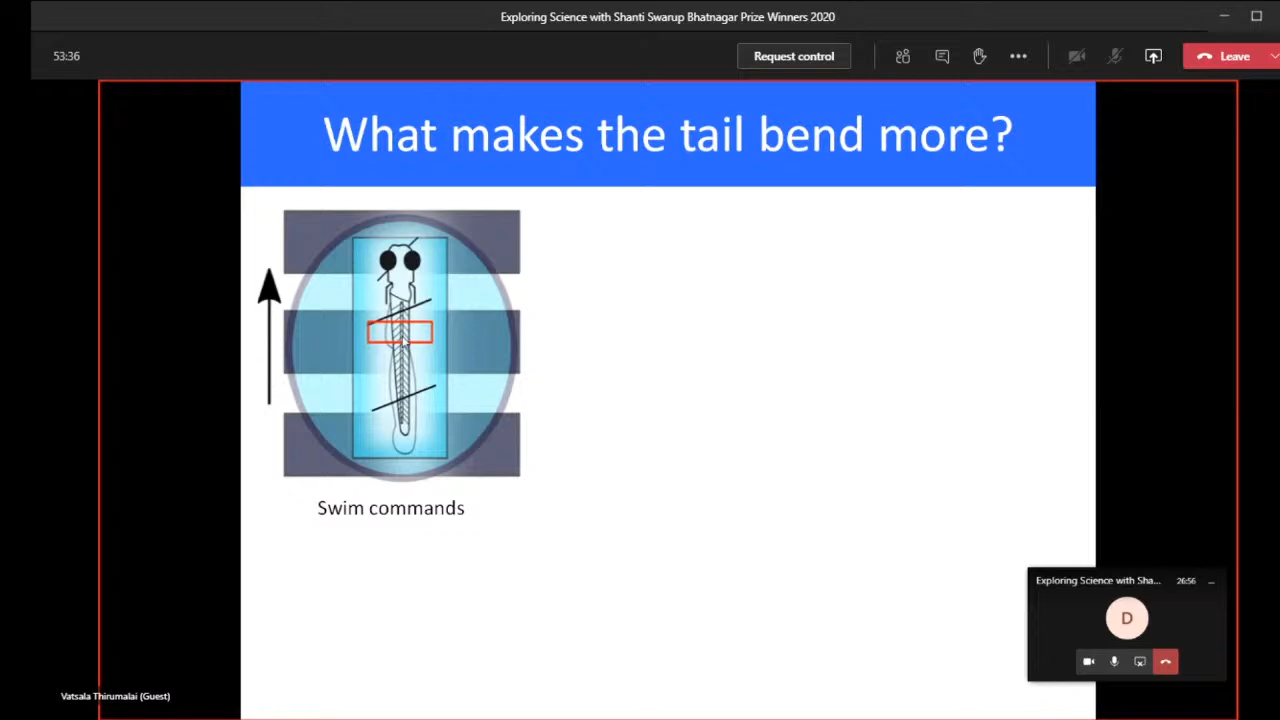 Exploring Science with Shanti Swarup Bhatnagar Prize Winners 2020
53:36
Request control
Leave
What makes the tail bend more?
Swim commands
Exploring Science with Sha...
26:56
D
Vatsala Thirumalai (Guest)